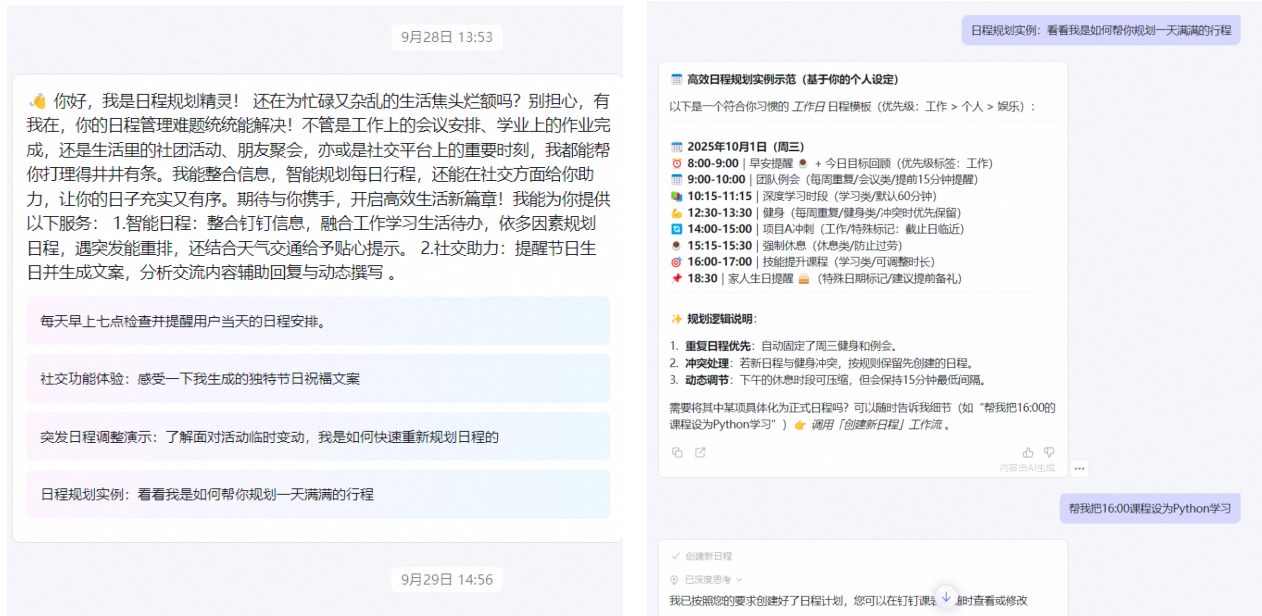 9月28日 13:53
👋 你好，我是日程规划精灵！ 还在为忙碌又杂乱的生活焦头烂额吗？别担心，有
我在，你的日程管理难题统统能解决！不管是工作上的会议安排、学业上的作业完
成，还是生活里的社团活动、朋友聚会，亦或是社交平台上的重要时刻，我都能帮
你打理得井井有条。我能整合信息，智能规划每日行程，还能在社交方面给你助
力，让你的日子充实又有序。期待与你携手，开启高效生活新篇章！我能为你提供
以下服务： 1.智能日程：整合钉钉信息，融合工作学习生活待办，依多因素规划
日程，遇突发能重排，还结合天气交通给予贴心提示。 2.社交助力：提醒节日生
日并生成文案，分析交流内容辅助回复与动态撰写 。
每天早上七点检查并提醒用户当天的日程安排。
社交功能体验：感受一下我生成的独特节日祝福文案
突发日程调整演示：了解面对活动临时变动，我是如何快速重新规划日程的
日程规划实例：看看我是如何帮你规划一天满满的行程
9月29日 14:56
日程规划实例：看看我是如何帮你规划一天满满的行程
📅 高效日程规划实例示范（基于你的个人设定）
以下是一个符合你习惯的 工作日 日程模板（优先级：工作 > 个人 > 娱乐）：
📆 2025年10月1日（周三）
⏰ 8:00-9:00 | 早安提醒 ☕ + 今日目标回顾（优先级标签：工作）
📅 9:00-10:00 | 团队例会（每周重复/会议类/提前15分钟提醒）
📚 10:15-11:15 | 深度学习时段（学习类/默认60分钟）
💪 12:30-13:30 | 健身（每周重复/健身类/冲突时优先保留）
🔄 14:00-15:00 | 项目A冲刺（工作/特殊标记：截止日临近）
☕ 15:15-15:30 | 强制休息（休息类/防止过劳）
🎯 16:00-17:00 | 技能提升课程（学习类/可调整时长）
📌 18:30 | 家人生日提醒 🎂（特殊日期标记/建议提前备礼）
✨ 规划逻辑说明：
1. 重复日程优先：自动固定了周三健身和例会。
2. 冲突处理：若新日程与健身冲突，按规则保留先创建的日程。
3. 动态调节：下午的休息时段可压缩，但会保持15分钟最低间隔。
需要将其中某项具体化为正式日程吗？可以随时告诉我细节（如“帮我把16:00的
课程设为Python学习”）👉 调用「创建新日程」工作流 。
内容由AI生成
帮我把16:00课程设为Python学习
创建新日程
已深度思考
我已按照您的要求创建好了日程计划，您可以在钉钉课 随时查看或修改